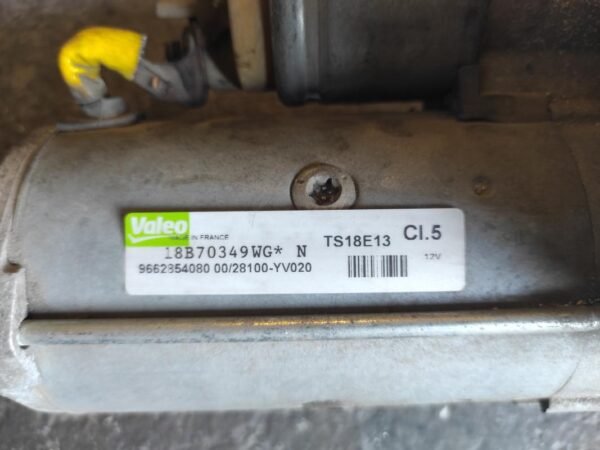 Valeo
MADE IN FRANCE
18B70349WG* N
TS18E13 Cl.5
9662854080 00/28100-YV020
12V